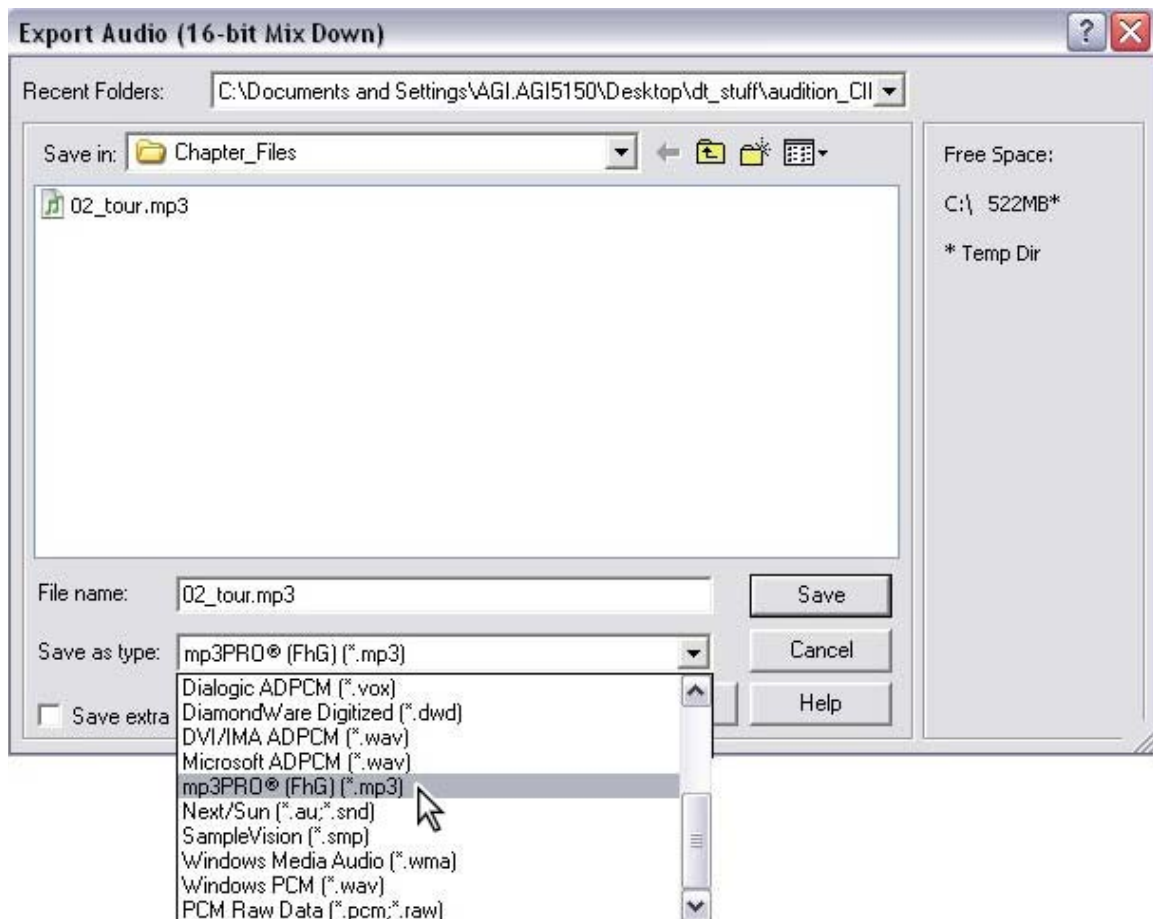 Export Audio (16-bit Mix Down)
Recent Folders: C:\Documents and Settings\AGI.AGI5150\Desktop\dt_stuff\audition_CII
Save in: Chapter_Files
Free Space:
02_tour.mp3
C:\ 522MB*
* Temp Dir
File name: 02_tour.mp3 Save
Save as type: mp3PRO® (FhG) (*.mp3) Cancel
Save extra Help
Dialogic ADPCM (*.vox)
DiamondWare Digitized (*.dwd)
DVI/IMA ADPCM (*.wav)
Microsoft ADPCM (*.wav)
mp3PRO® (FhG) (*.mp3)
Next/Sun (*.au;*.snd)
SampleVision (*.smp)
Windows Media Audio (*.wma)
Windows PCM (*.wav)
PCM Raw Data (*.pcm;*.raw)